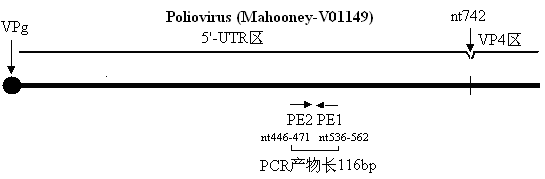 Poliovirus (Mahooney-V01149)
VPg
nt742
5'-UTR区
VP4区
PE2 PE1
nt446-471 nt536-562
PCR产物长116bp